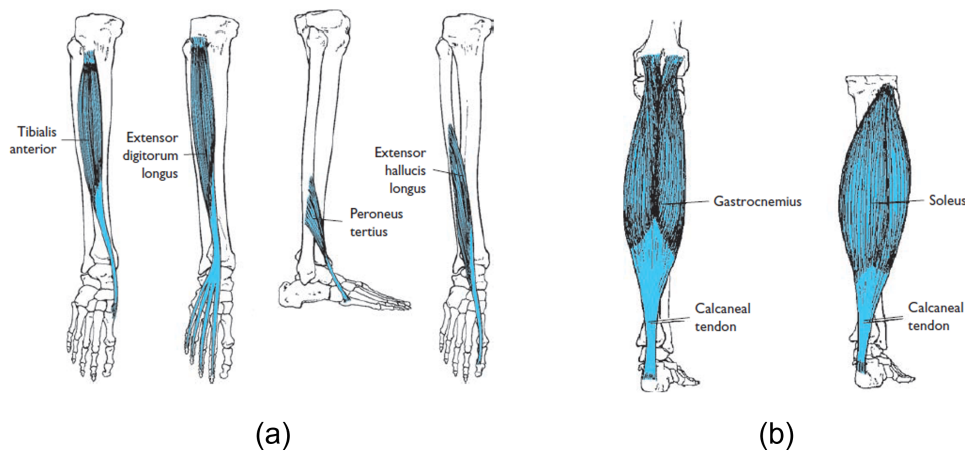 Tibialis
anterior
Extensor
digitorum
longus
Peroneus
tertius
Extensor
hallucis
longus
(a)
Gastrocnemius
Calcaneal
tendon
Soleus
Calcaneal
tendon
(b)